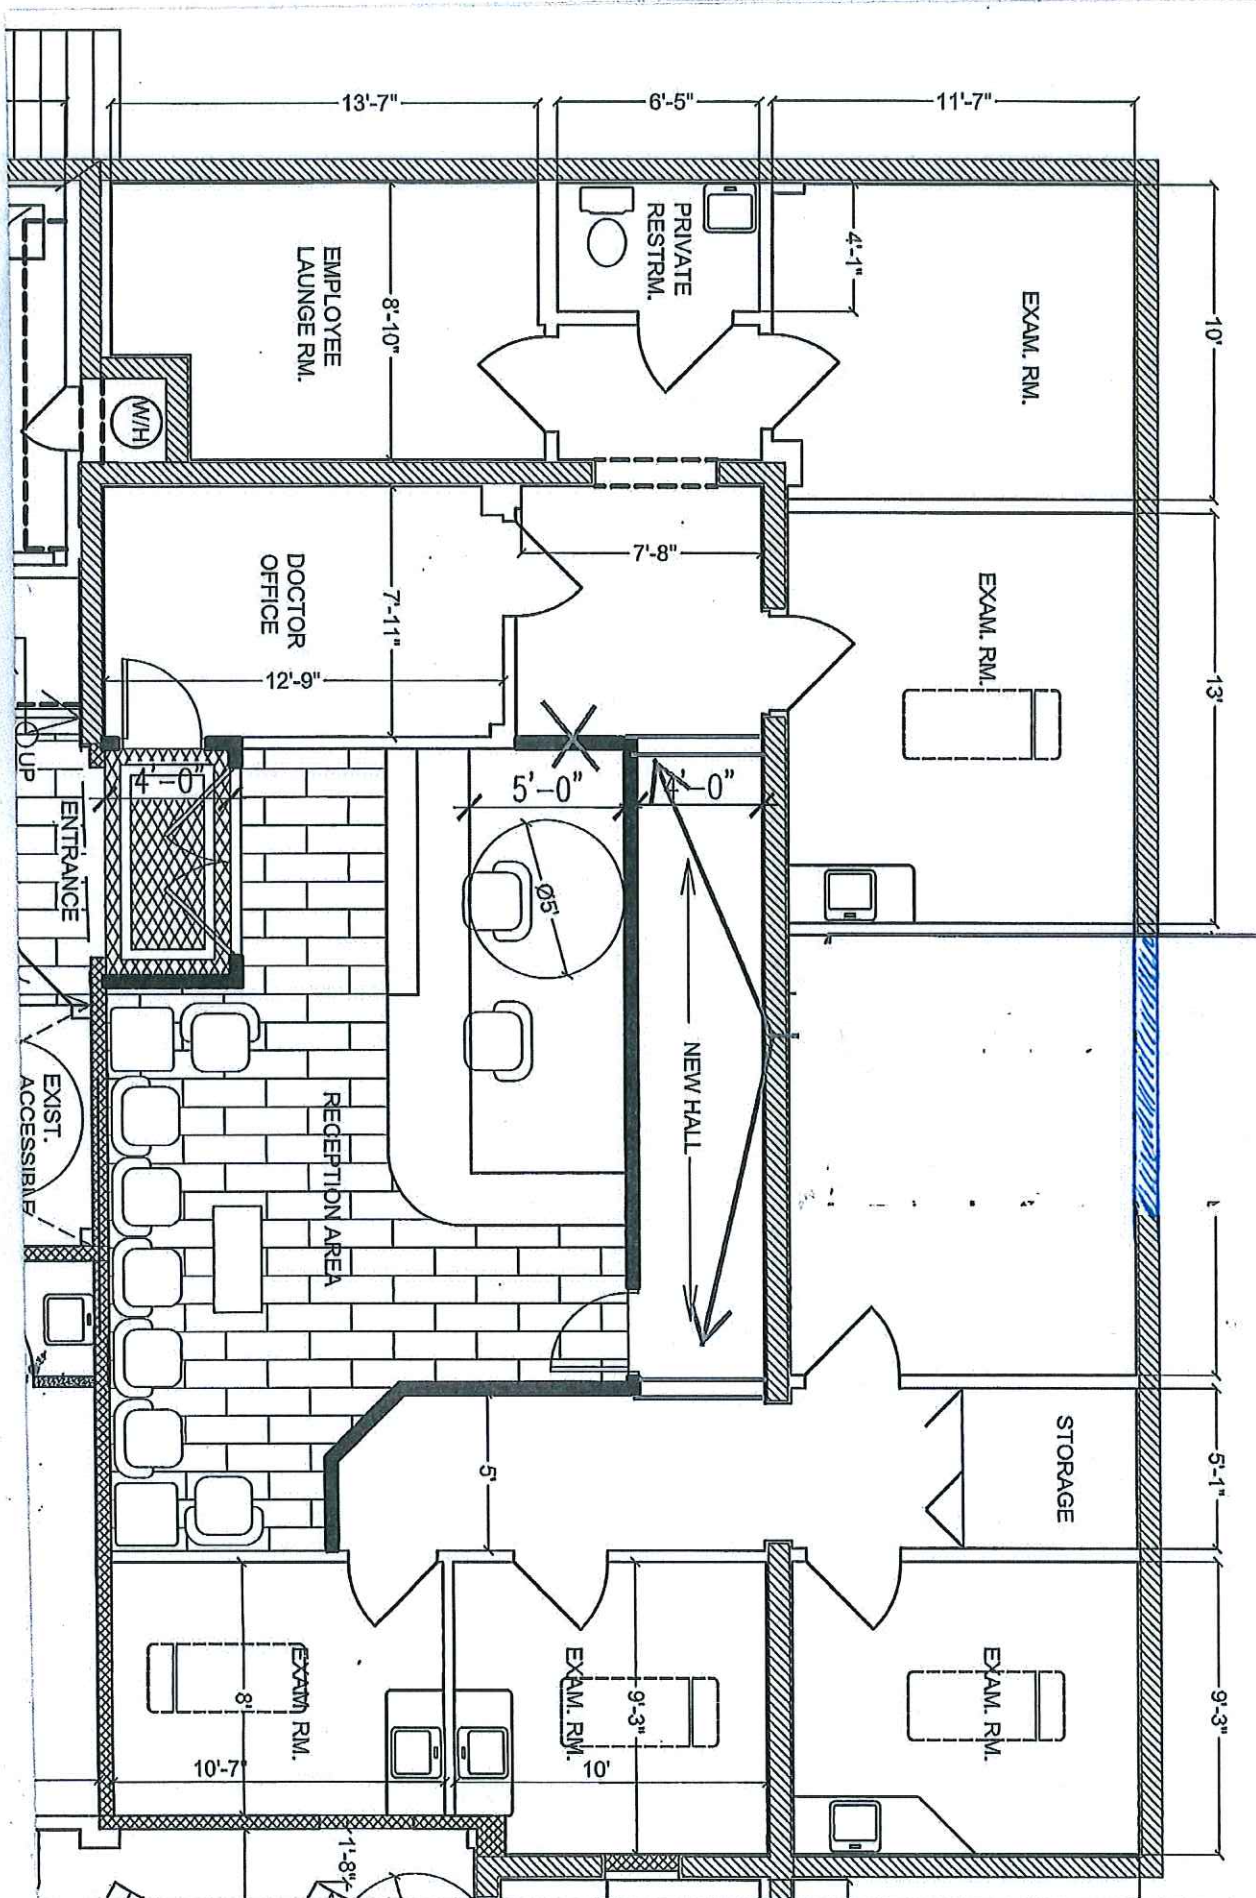 13'-7"
6'-5"
11'-7"
EMPLOYEE
LAUNGE RM.
8'-10"
PRIVATE
RESTRM.
4'-1"
EXAM. RM.
10'
W/H
DOCTOR
OFFICE
7'-11"
12'-9"
7'-8"
EXAM. RM.
13'
UP
ENTRANCE
4'-0"
5'-0"
Ø5'
NEW HALL
RECEPTION AREA
EXIST.
ACCESSIBLE
5'
STORAGE
5'-1"
EXAM. RM.
8'
10'-7"
EXAM. RM.
9'-3"
10'
EXAM. RM.
9'-3"
1'-8"